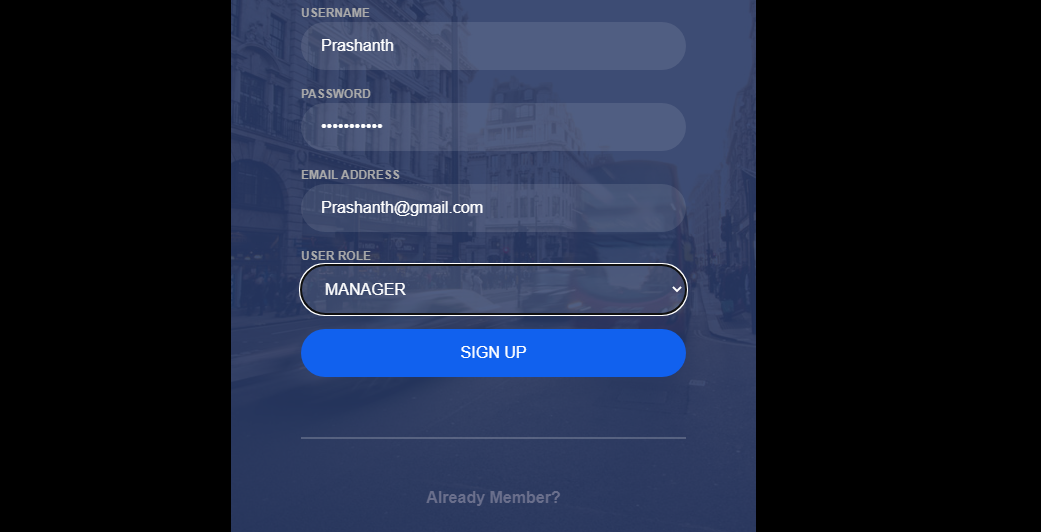 USERNAME
Prashanth
PASSWORD
•••••••••••
EMAIL ADDRESS
Prashanth@gmail.com
USER ROLE
MANAGER
SIGN UP
Already Member?